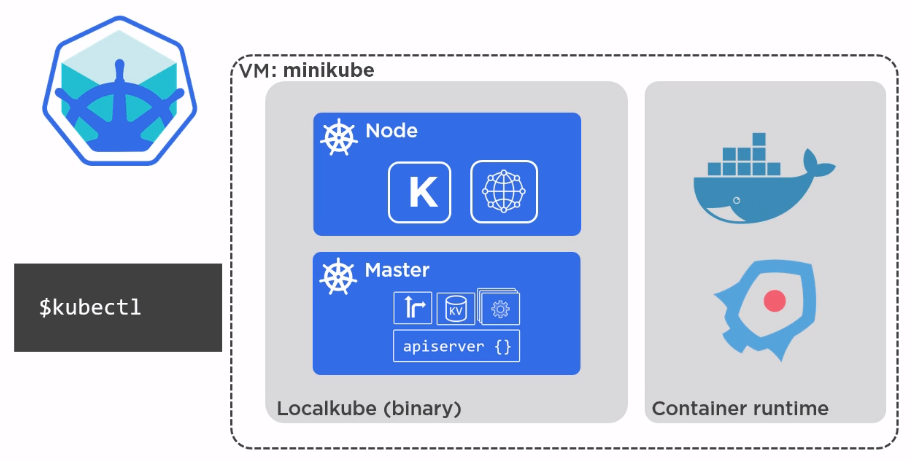 VM: minikube
Node
K
Master
KV
apiserver {}
$kubectl
Localkube (binary)
Container runtime